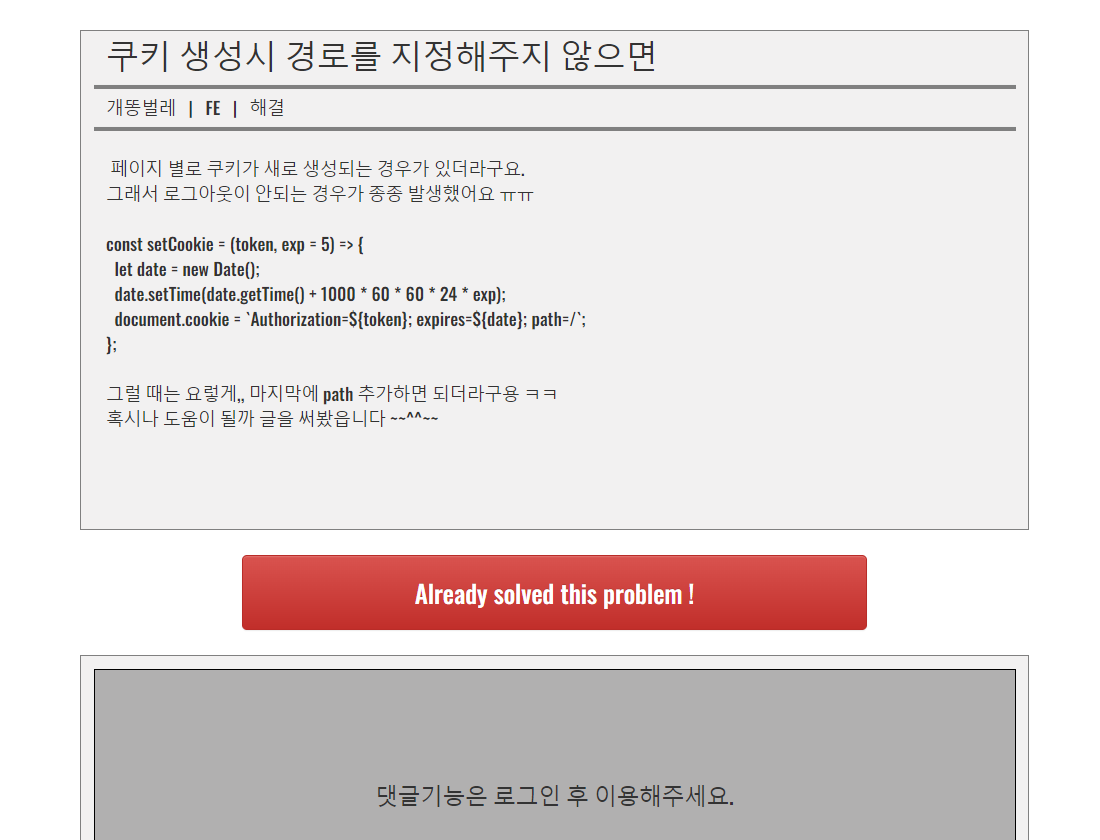 쿠키 생성시 경로를 지정해주지 않으면
개똥벌레 | FE | 해결
페이지 별로 쿠키가 새로 생성되는 경우가 있더라구요.
그래서 로그아웃이 안되는 경우가 종종 발생했어요 ㅠㅠ
const setCookie = (token, exp = 5) => {
let date = new Date();
date.setTime(date.getTime() + 1000 * 60 * 60 * 24 * exp);
document.cookie = `Authorization=${token}; expires=${date}; path=/`;
};
그럴 때는 요렇게,, 마지막에 path 추가하면 되더라구용 ㅋㅋ
혹시나 도움이 될까 글을 써봤읍니다 ~~^^~~
Already solved this problem !
댓글기능은 로그인 후 이용해주세요.